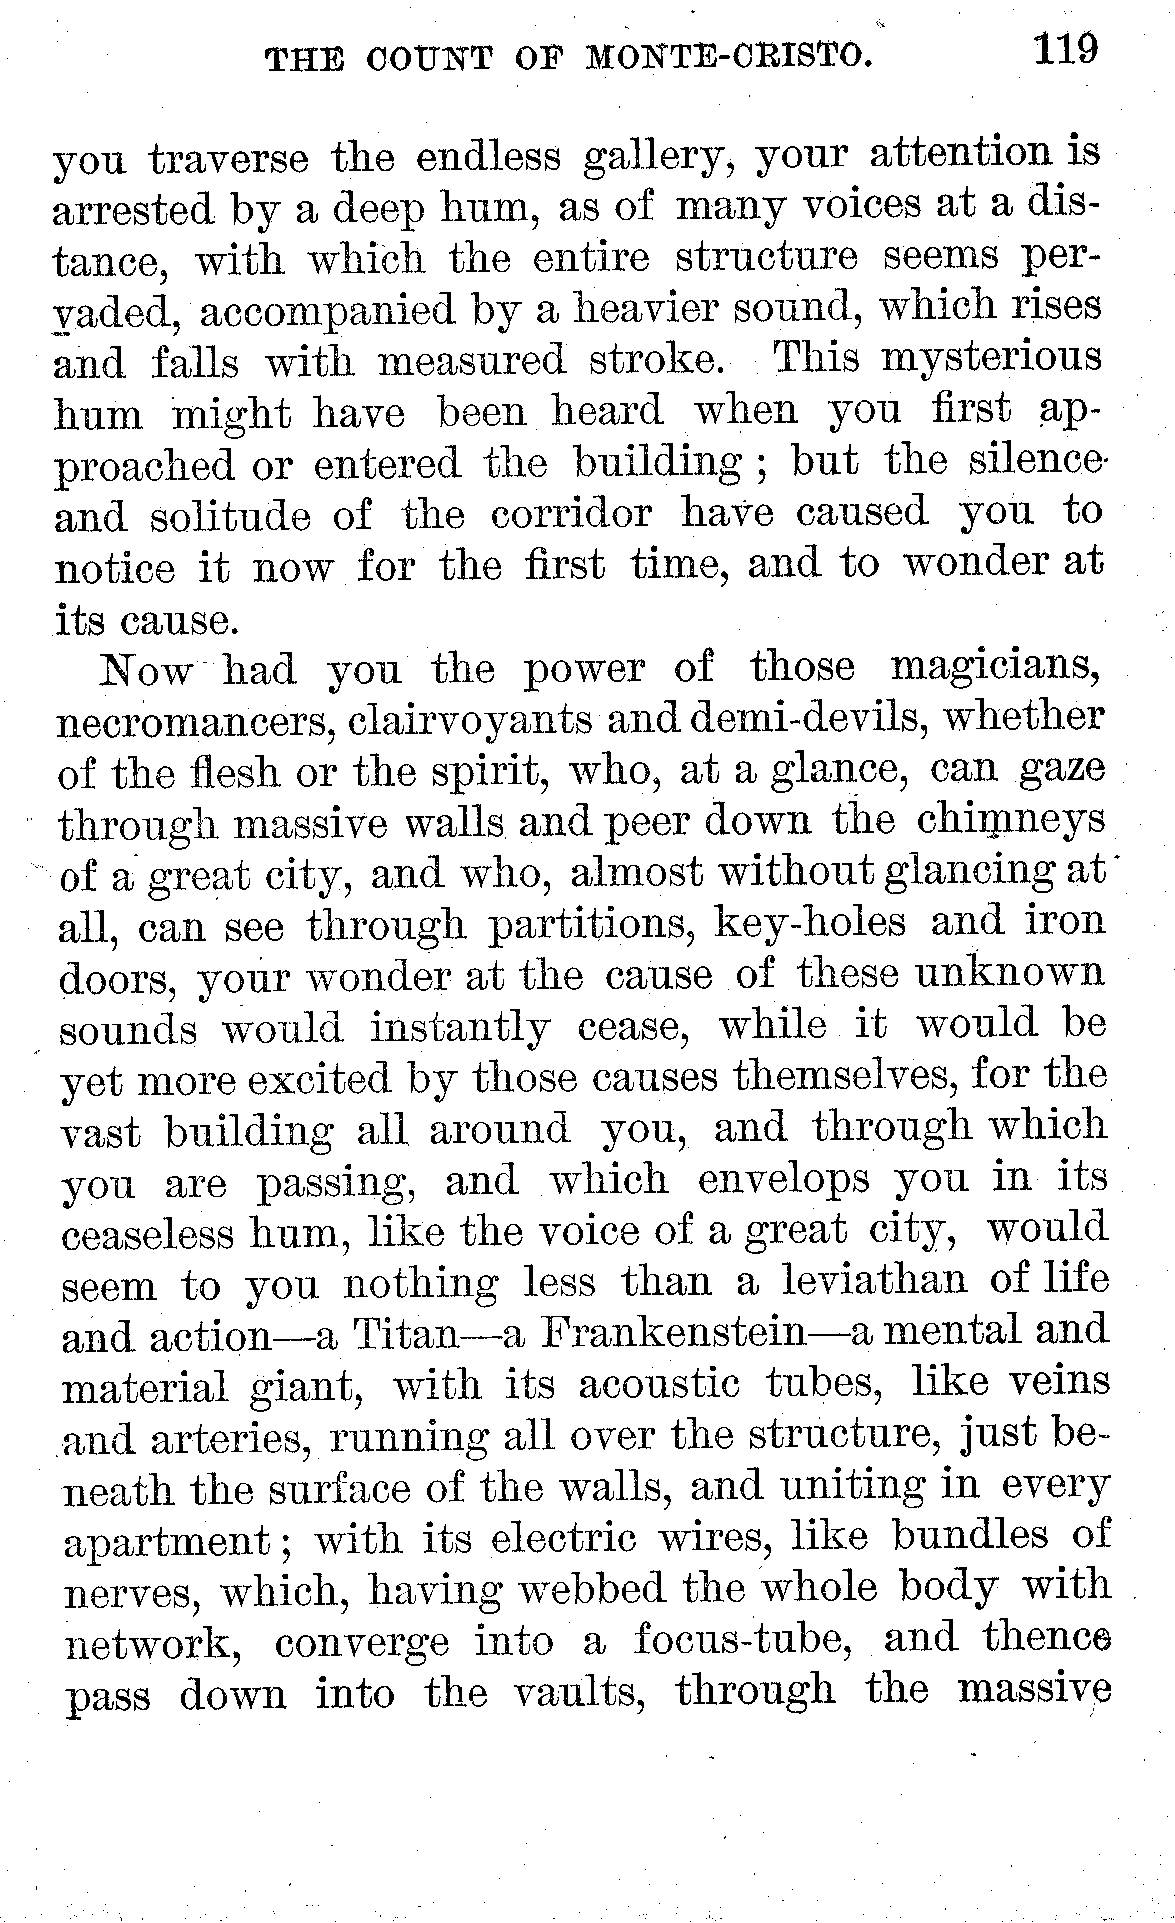 THE COUNT OF MONTE-CRISTO. 119
you traverse the endless gallery, your attention is
arrested by a deep hum, as of many voices at a dis-
tance, with which the entire structure seems per-
vaded, accompanied by a heavier sound, which rises
and falls with measured stroke. This mysterious
hum might have been heard when you first ap-
proached or entered the building ; but the silence
and solitude of the corridor have caused you to
notice it now for the first time, and to wonder at
its cause.
Now had you the power of those magicians,
necromancers, clairvoyants and demi-devils, whether
of the flesh or the spirit, who, at a glance, can gaze
through massive walls and peer down the chimneys
of a great city, and who, almost without glancing at
all, can see through partitions, key-holes and iron
doors, your wonder at the cause of these unknown
sounds would instantly cease, while it would be
yet more excited by those causes themselves, for the
vast building all around you, and through which
you are passing, and which envelops you in its
ceaseless hum, like the voice of a great city, would
seem to you nothing less than a leviathan of life
and action—a Titan—a Frankenstein—a mental and
material giant, with its acoustic tubes, like veins
and arteries, running all over the structure, just be-
neath the surface of the walls, and uniting in every
apartment ; with its electric wires, like bundles of
nerves, which, having webbed the whole body with
network, converge into a focus-tube, and thence
pass down into the vaults, through the massive